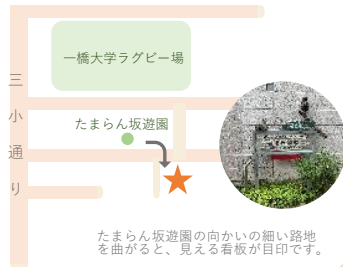 一橋大学ラグビー場
三小通り
たまらん坂遊園
たまらん坂遊園の向かいの細い路地
を曲がると、見える看板が目印です。